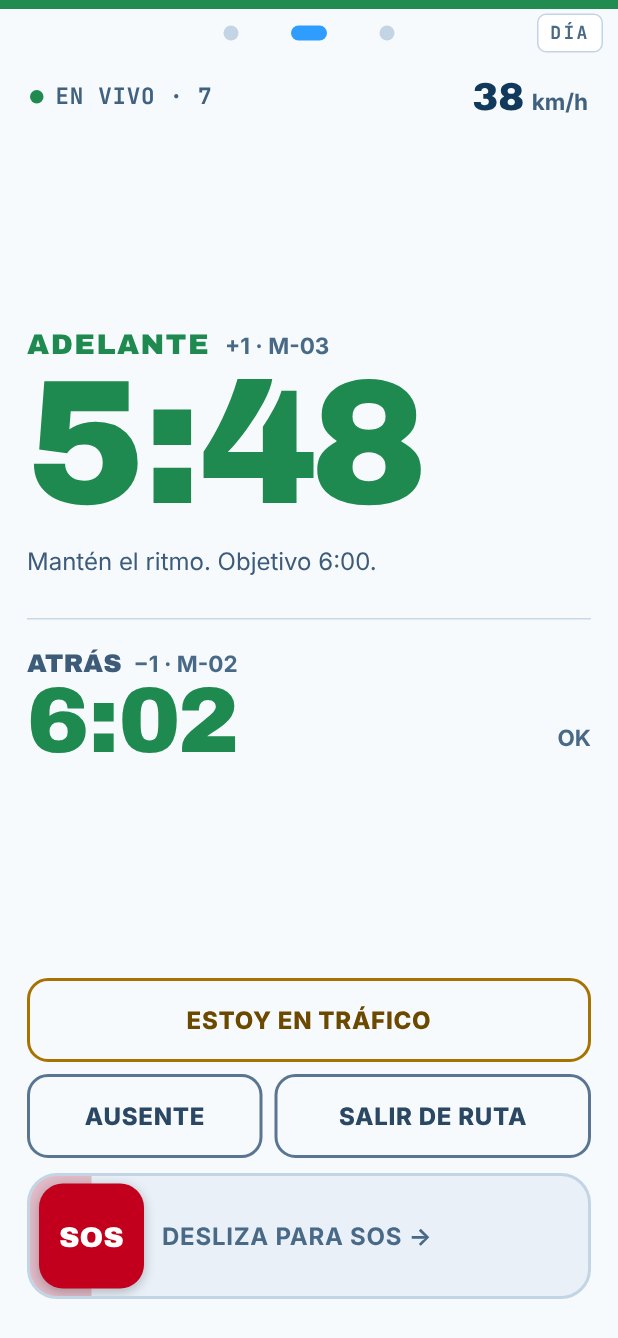 DÍA
EN VIVO · 7
38 km/h
ADELANTE +1 · M-03
5:48
Mantén el ritmo. Objetivo 6:00.
ATRÁS −1 · M-02
6:02
OK
ESTOY EN TRÁFICO
AUSENTE
SALIR DE RUTA
SOS DESLIZA PARA SOS →